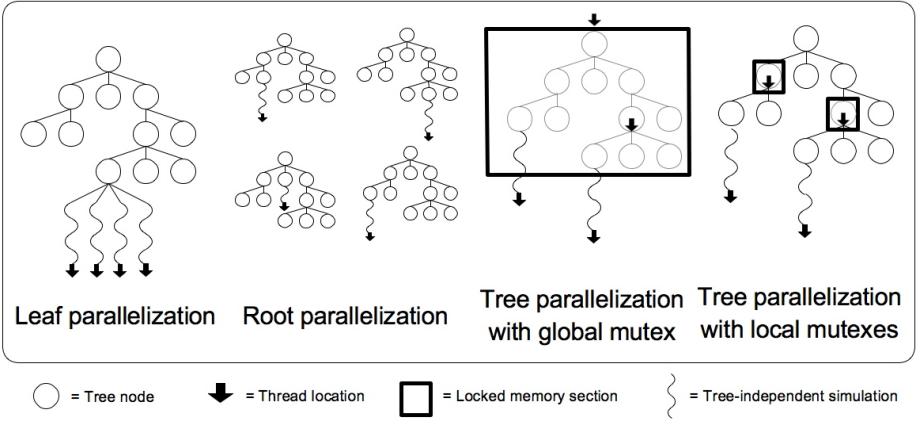 Leaf parallelization
Root parallelization
Tree parallelization
with global mutex
Tree parallelization
with local mutexes
= Tree node
= Thread location
= Locked memory section
= Tree-independent simulation